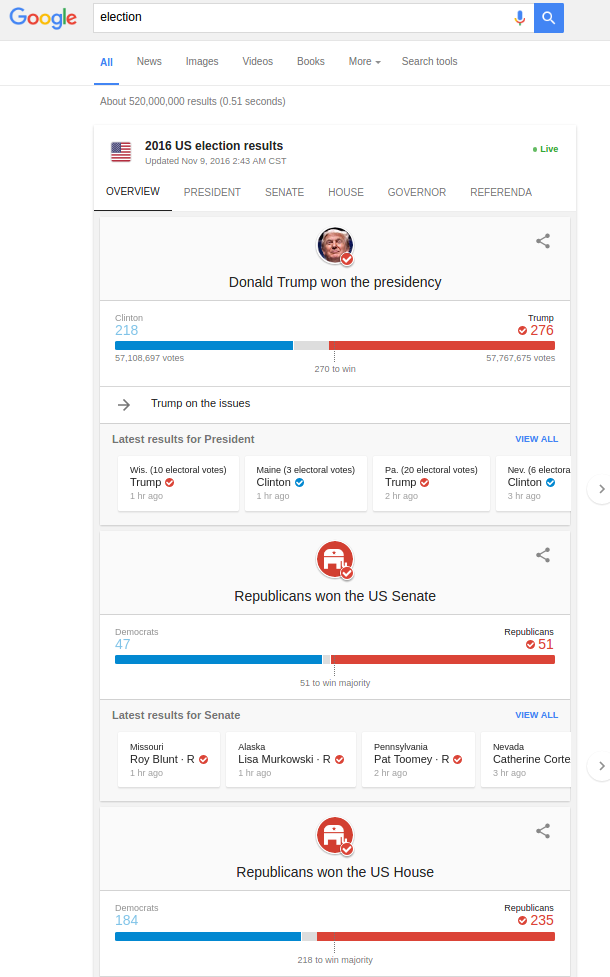 Google
election
All News Images Videos Books More Search tools
About 520,000,000 results (0.51 seconds)
2016 US election results
Live
Updated Nov 9, 2016 2:43 AM CST
OVERVIEW PRESIDENT SENATE HOUSE GOVERNOR REFERENDA
Donald Trump won the presidency
Clinton Trump
218 276
57,108,697 votes 57,767,675 votes
270 to win
Trump on the issues
Latest results for President VIEW ALL
Wis. (10 electoral votes) Maine (3 electoral votes) Pa. (20 electoral votes) Nev. (6 electora
Trump Clinton Trump Clinton
1 hr ago 1 hr ago 2 hr ago 3 hr ago
Republicans won the US Senate
Democrats Republicans
47 51
51 to win majority
Latest results for Senate VIEW ALL
Missouri Alaska Pennsylvania Nevada
Roy Blunt · R Lisa Murkowski · R Pat Toomey · R Catherine Corte
1 hr ago 1 hr ago 2 hr ago 3 hr ago
Republicans won the US House
Democrats Republicans
184 235
218 to win majority